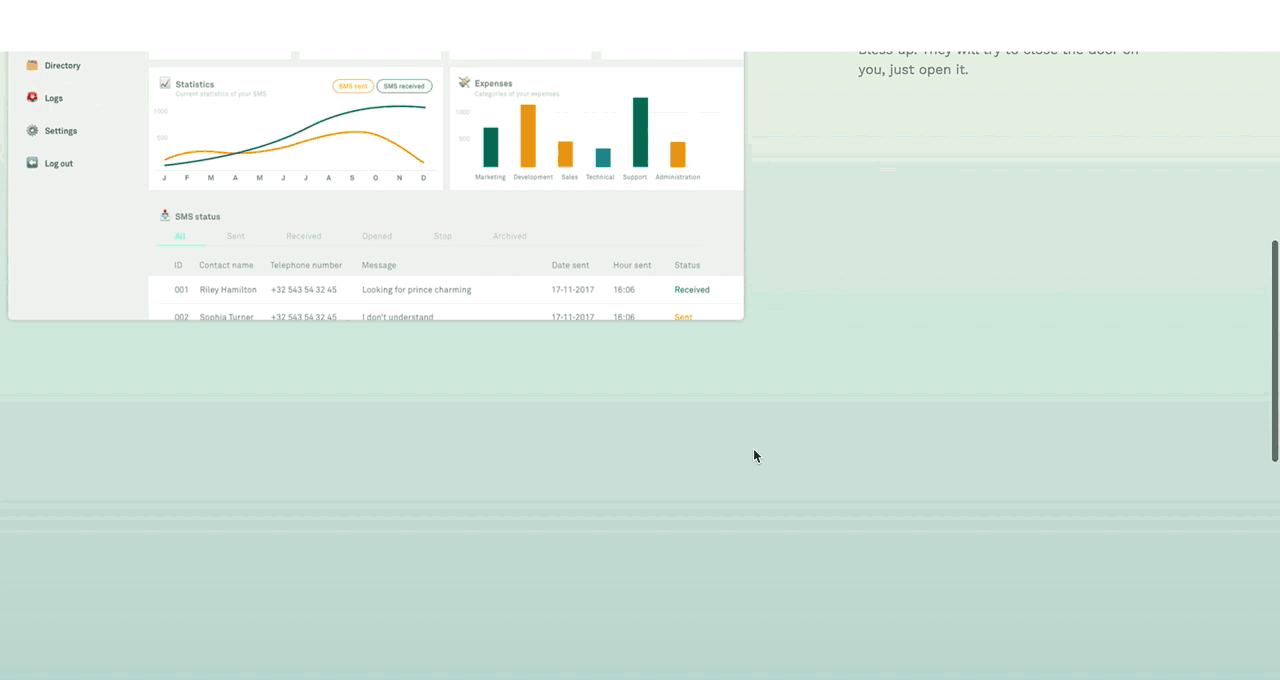 Directory
Logs
Settings
Log out
Statistics
Current statistics of your SMS
SMS sent
SMS received
1000
500
J F M A M J J A S O N D
Expenses
Categories of your expenses
1000
500
Marketing Development Sales Technical Support Administration
SMS status
All Sent Received Opened Stop Archived
ID Contact name Telephone number Message Date sent Hour sent Status
001 Riley Hamilton +32 543 54 32 45 Looking for prince charming 17-11-2017 16:06 Received
002 Sophia Turner +32 543 54 32 45 I don't understand 17-11-2017 16:06 Sent
Bless up. They will try to close the door on
you, just open it.